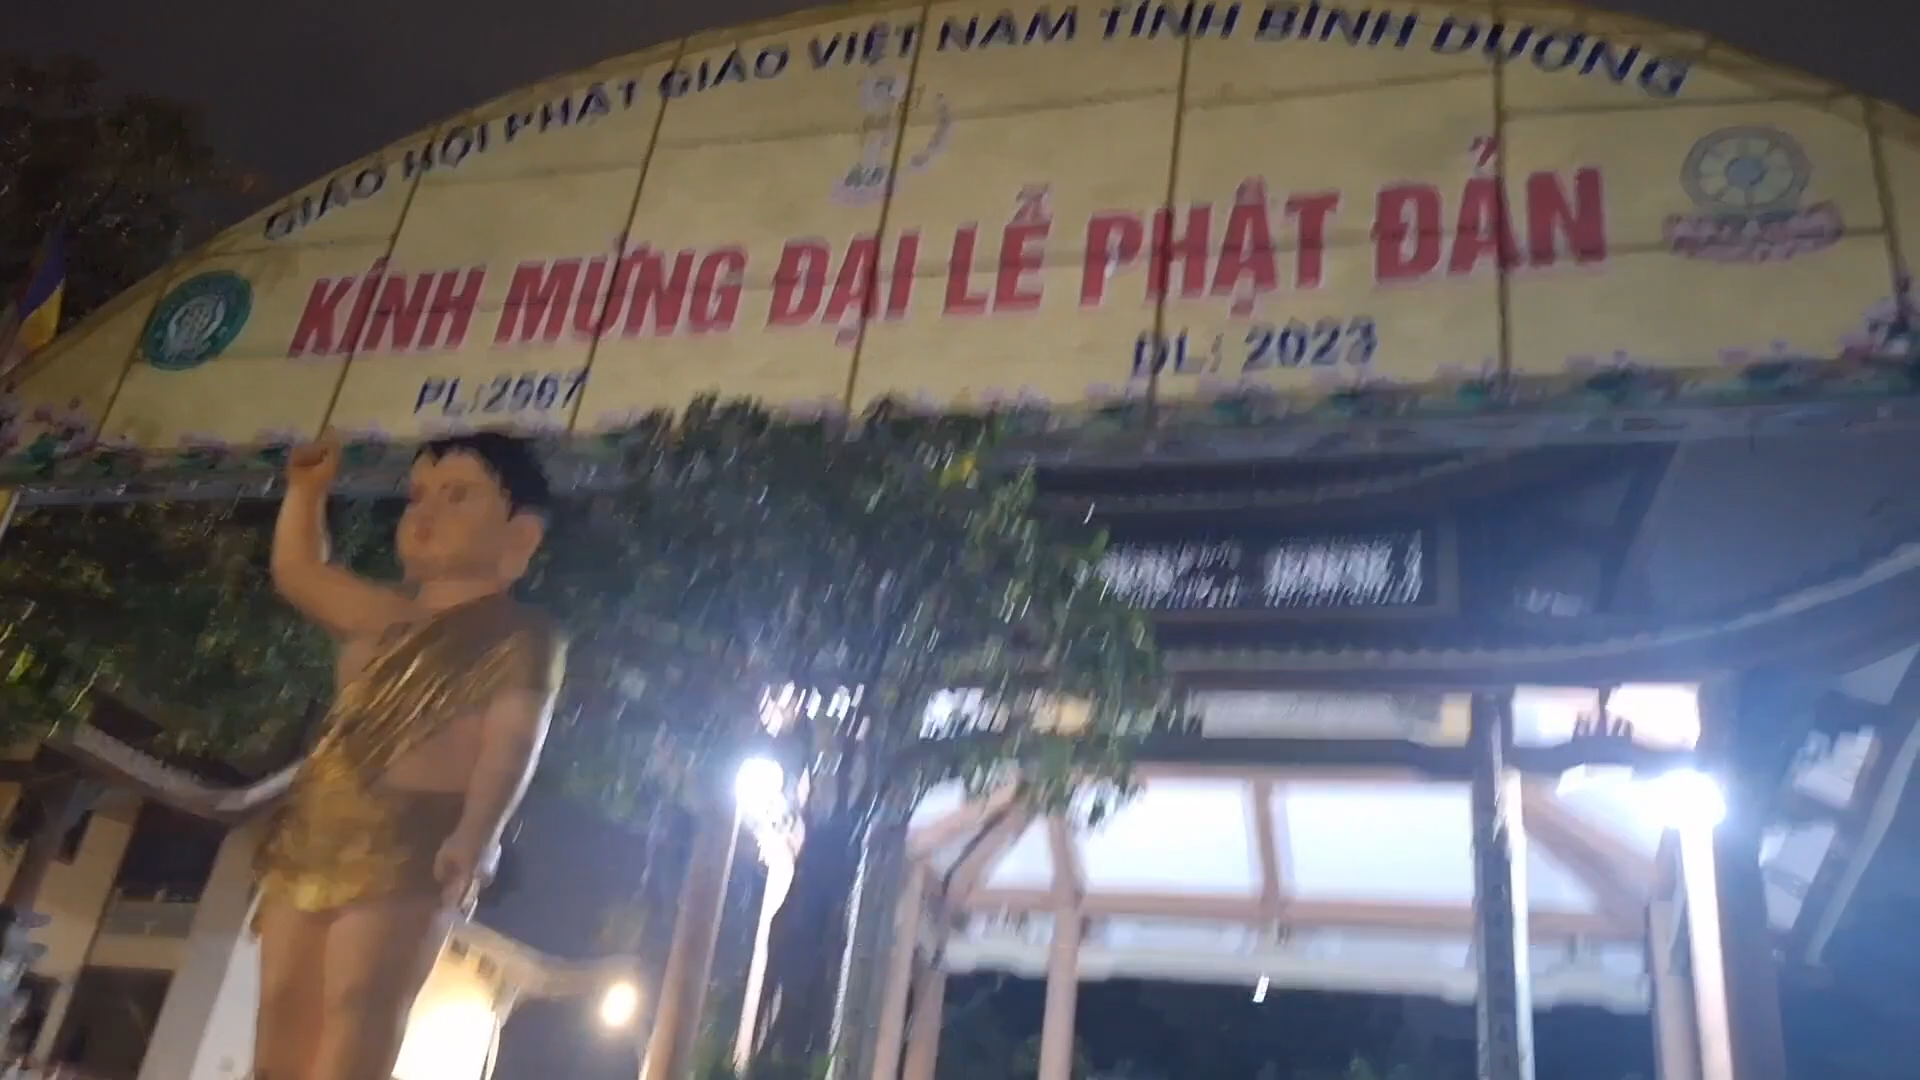 GIÁO HỘI PHẬT GIÁO VIỆT NAM TỈNH BÌNH DƯƠNG
KÍNH MỪNG ĐẠI LỄ PHẬT ĐẢN
PL:2567
DL: 2023